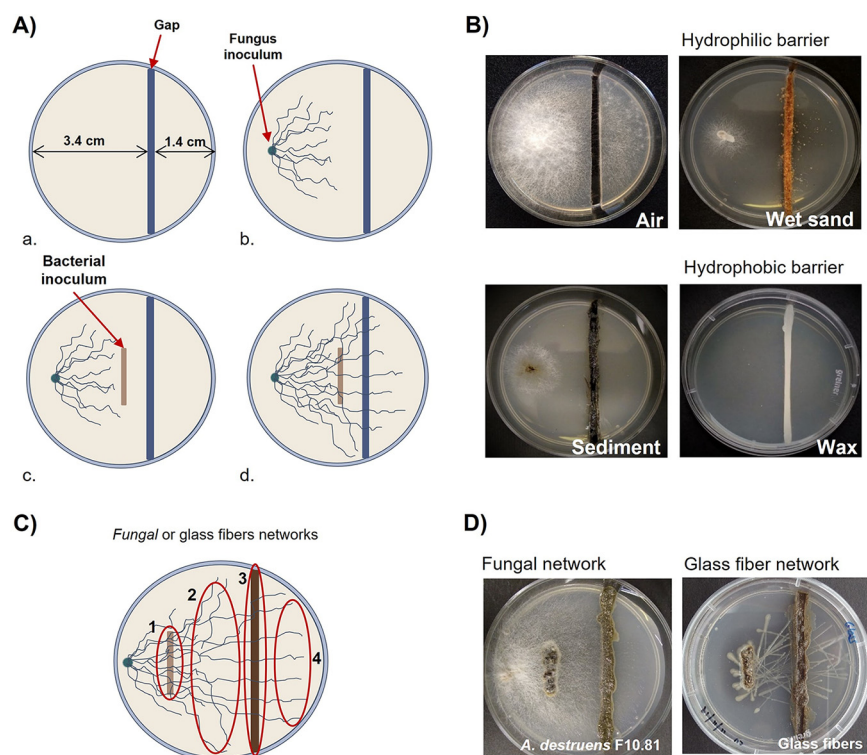 A)
Gap
Fungus
inoculum
3.4 cm
1.4 cm
a.
b.
Bacterial
inoculum
c.
d.
B)
Hydrophilic barrier
Air
Wet sand
Hydrophobic barrier
Sediment
Wax
C)
Fungal or glass fibers networks
1
2
3
4
D)
Fungal network
Glass fiber network
A. destruens F10.81
Glass fibers